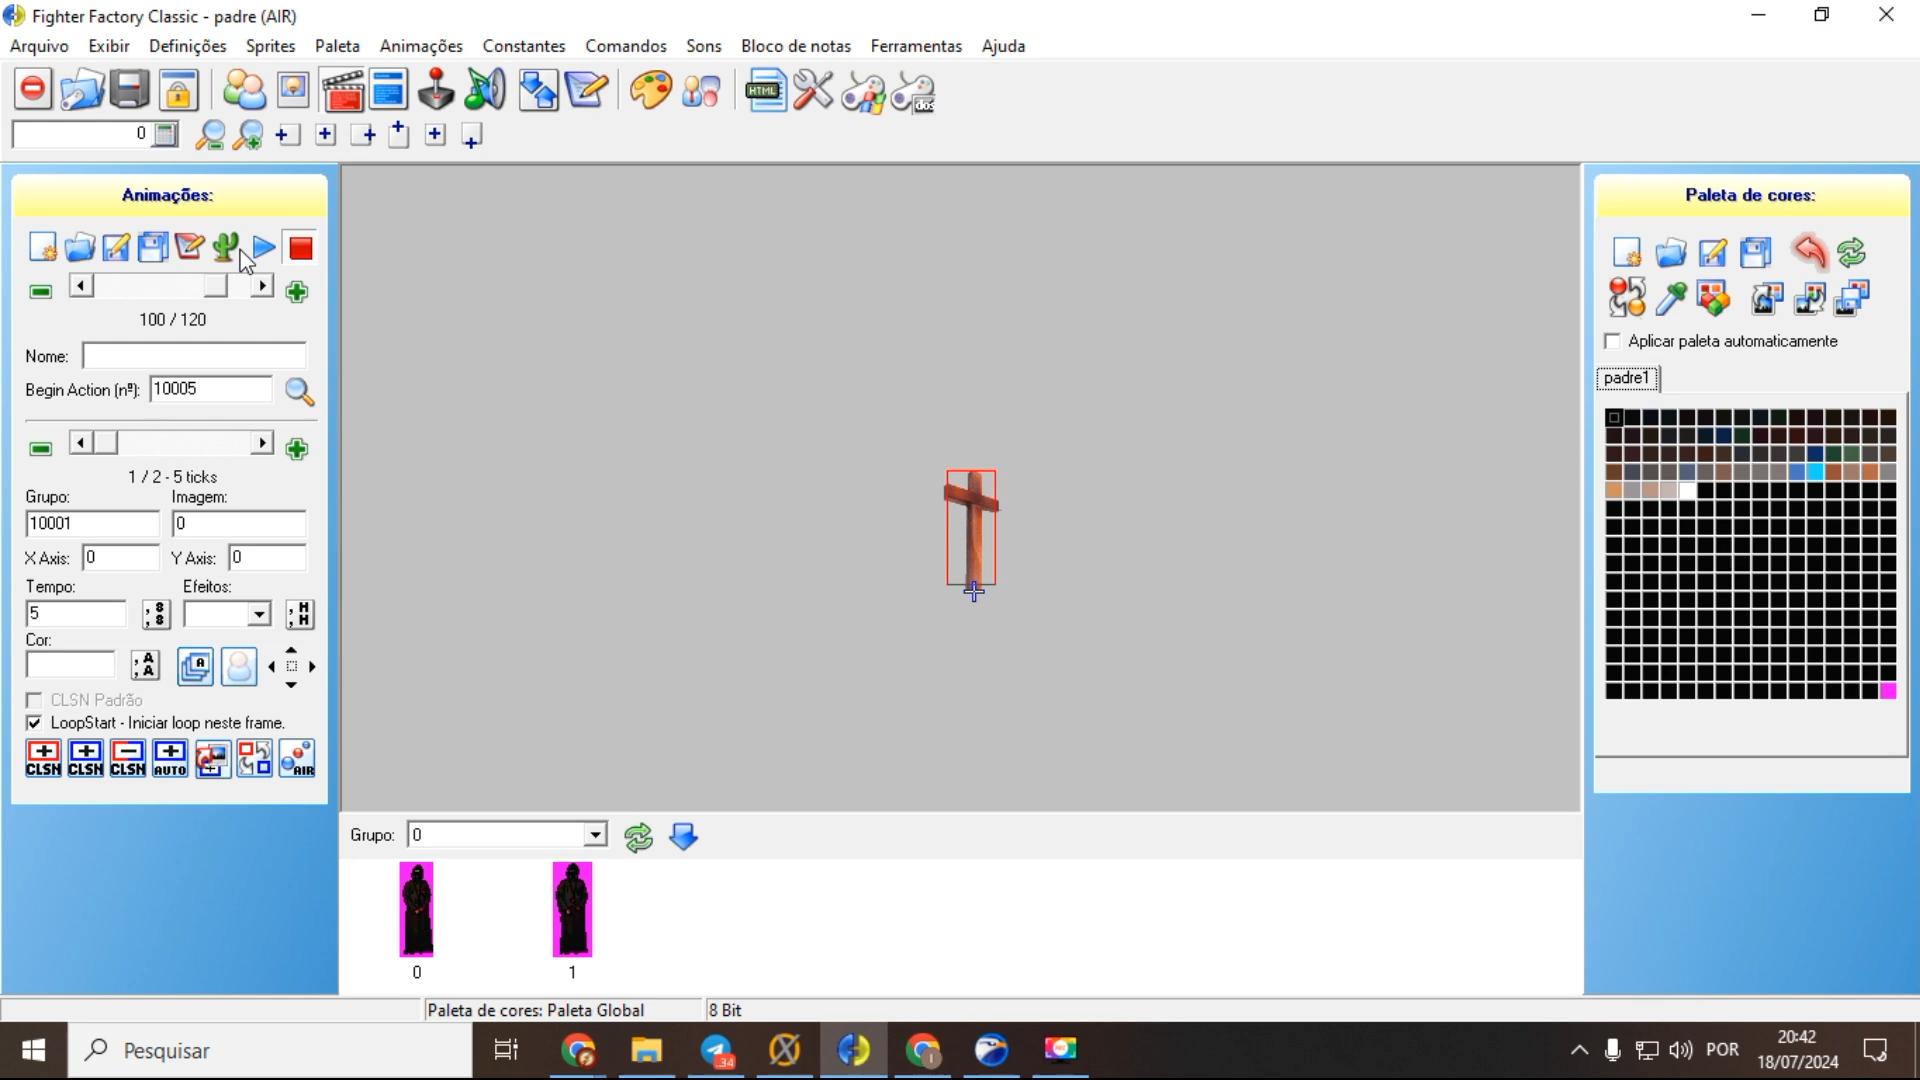 Fighter Factory Classic - padre (AIR)
Arquivo Exibir Definições Sprites Paleta Animações Constantes Comandos Sons Bloco de notas Ferramentas Ajuda
HTML
dos
0
Animações:
100 / 120
Nome:
Begin Action (nº): 10005
1 / 2 - 5 ticks
Grupo: Imagem:
10001 0
X Axis: 0 Y Axis: 0
Tempo: Efeitos:
5
Cor:
CLSN Padrão
LoopStart - Iniciar loop neste frame.
CLSN CLSN CLSN AUTO AIR
Paleta de cores:
Aplicar paleta automaticamente
padre1
Grupo: 0
0 1
Paleta de cores: Paleta Global 8 Bit
Pesquisar
34
POR
20:42
18/07/2024